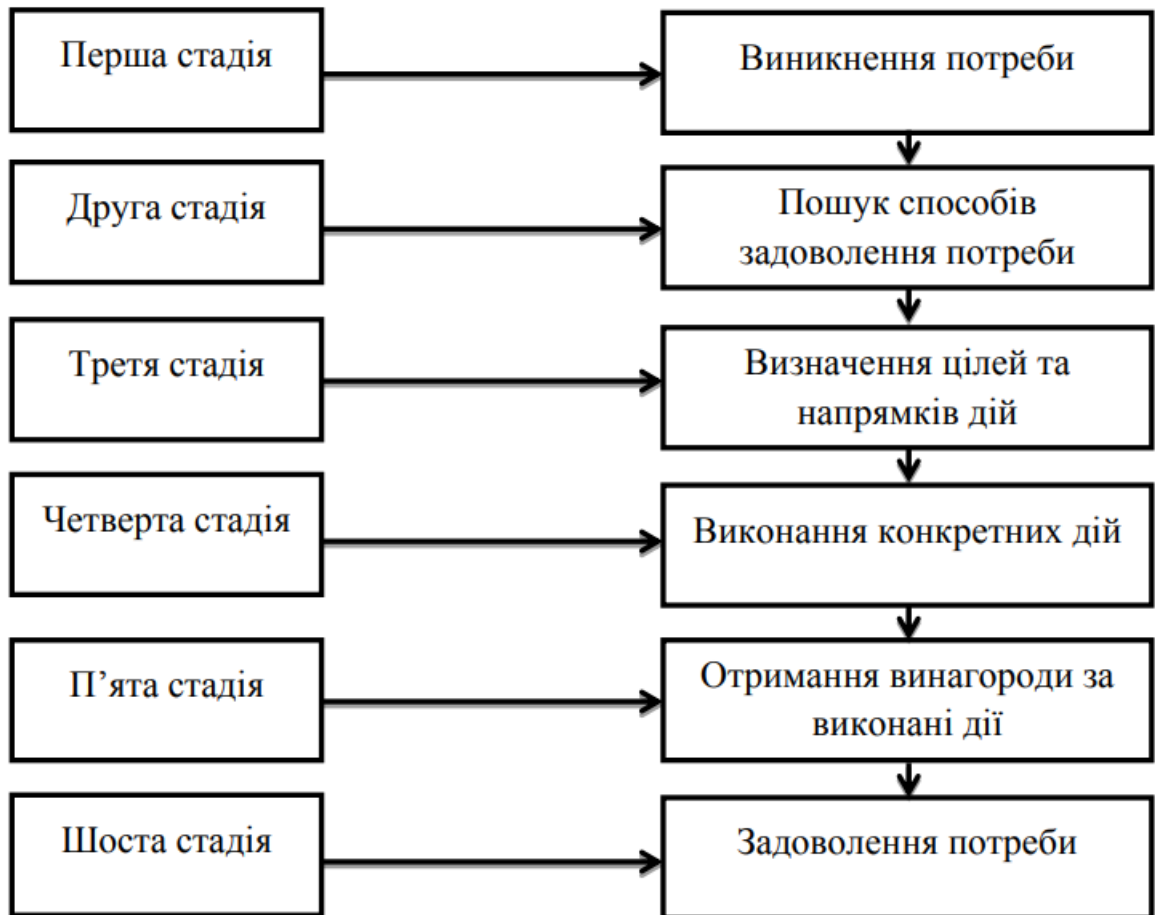 Перша стадія
Виникнення потреби
Друга стадія
Пошук способів
задоволення потреби
Третя стадія
Визначення цілей та
напрямків дій
Четверта стадія
Виконання конкретних дій
П’ята стадія
Отримання винагороди за
виконані дії
Шоста стадія
Задоволення потреби